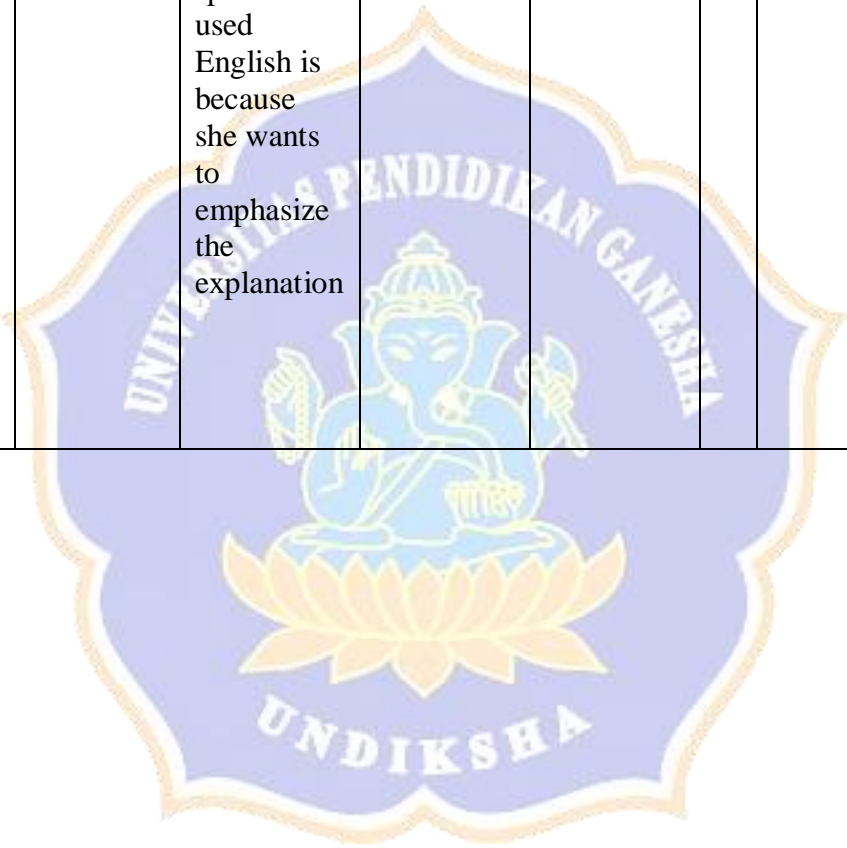 used
English is
because
she wants
to
emphasize
the
explanation
UNIVERSITAS PENDIDIKAN GANESHA
UNDIKSHA